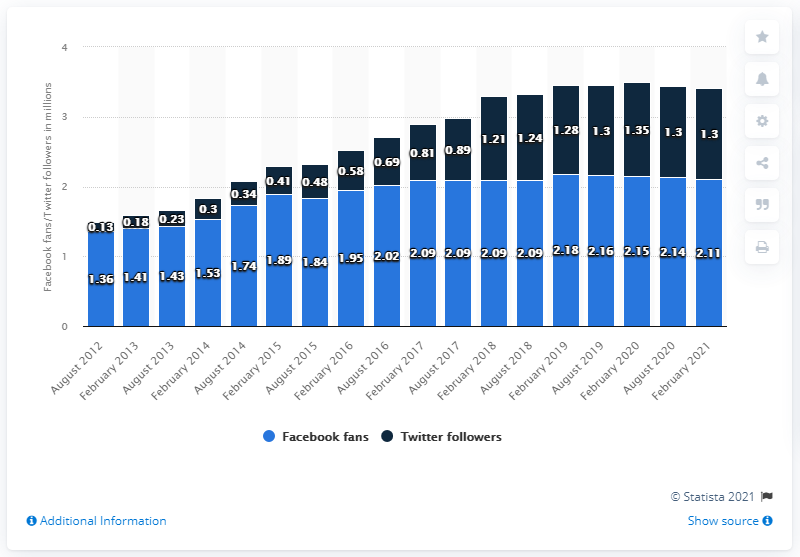 Facebook fans/Twitter followers in millions
4
3
2
1
0
0.13 0.18 0.23 0.3 0.34 0.41 0.48 0.58 0.69 0.81 0.89 1.21 1.24 1.28 1.3 1.35 1.3 1.3
1.36 1.41 1.43 1.53 1.74 1.89 1.84 1.95 2.02 2.09 2.09 2.09 2.09 2.18 2.16 2.15 2.14 2.11
August 2012
February 2013
August 2013
February 2014
August 2014
February 2015
August 2015
February 2016
August 2016
February 2017
August 2017
February 2018
August 2018
February 2019
August 2019
February 2020
August 2020
February 2021
Facebook fans Twitter followers
© Statista 2021
Additional Information Show source